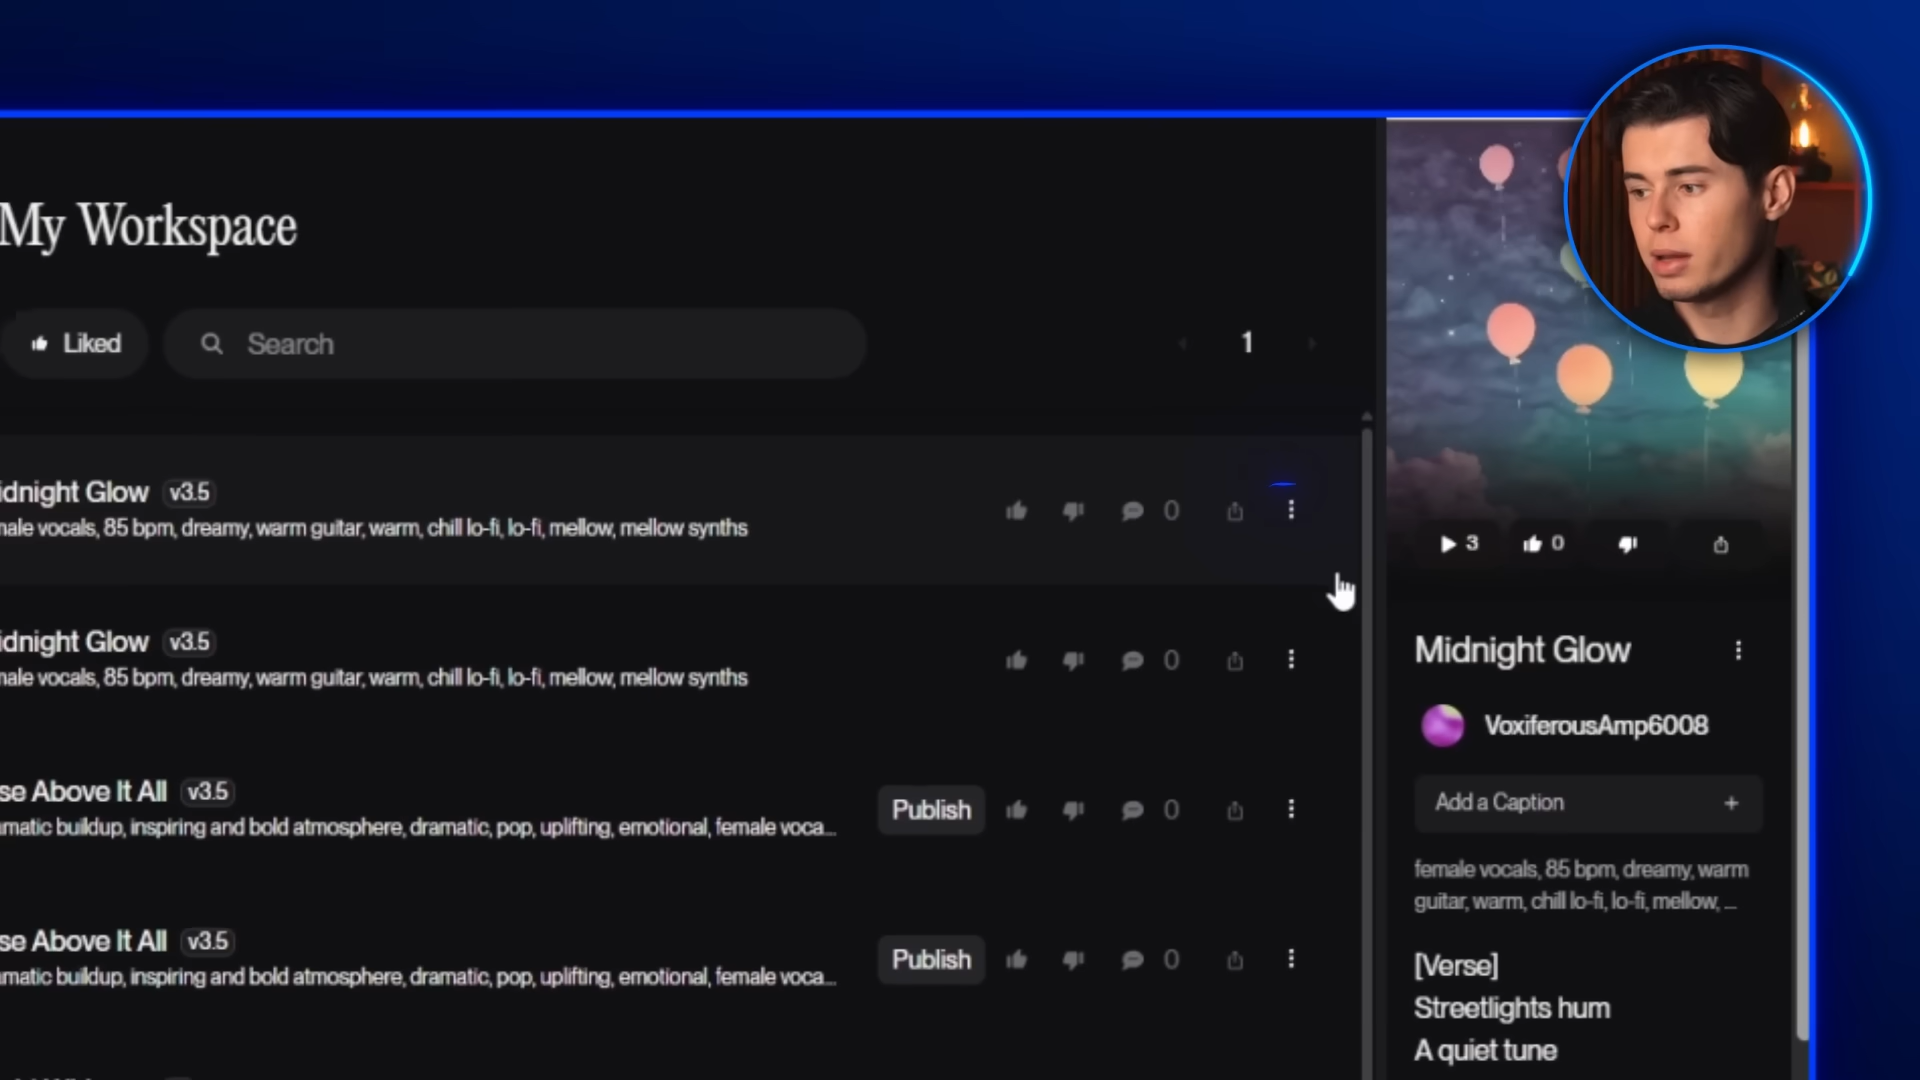 My Workspace
Liked
Search
1
idnight Glow v3.5
nale vocals, 85 bpm, dreamy, warm guitar, warm, chill lo-fi, lo-fi, mellow, mellow synths
0
idnight Glow v3.5
nale vocals, 85 bpm, dreamy, warm guitar, warm, chill lo-fi, lo-fi, mellow, mellow synths
0
se Above It All v3.5
matic buildup, inspiring and bold atmosphere, dramatic, pop, uplifting, emotional, female voca...
Publish 0
se Above It All v3.5
matic buildup, inspiring and bold atmosphere, dramatic, pop, uplifting, emotional, female voca...
Publish 0
3 0
Midnight Glow
VoxiferousAmp6008
Add a Caption +
female vocals, 85 bpm, dreamy, warm
guitar, warm, chill lo-fi, lo-fi, mellow, ...
[Verse]
Streetlights hum
A quiet tune